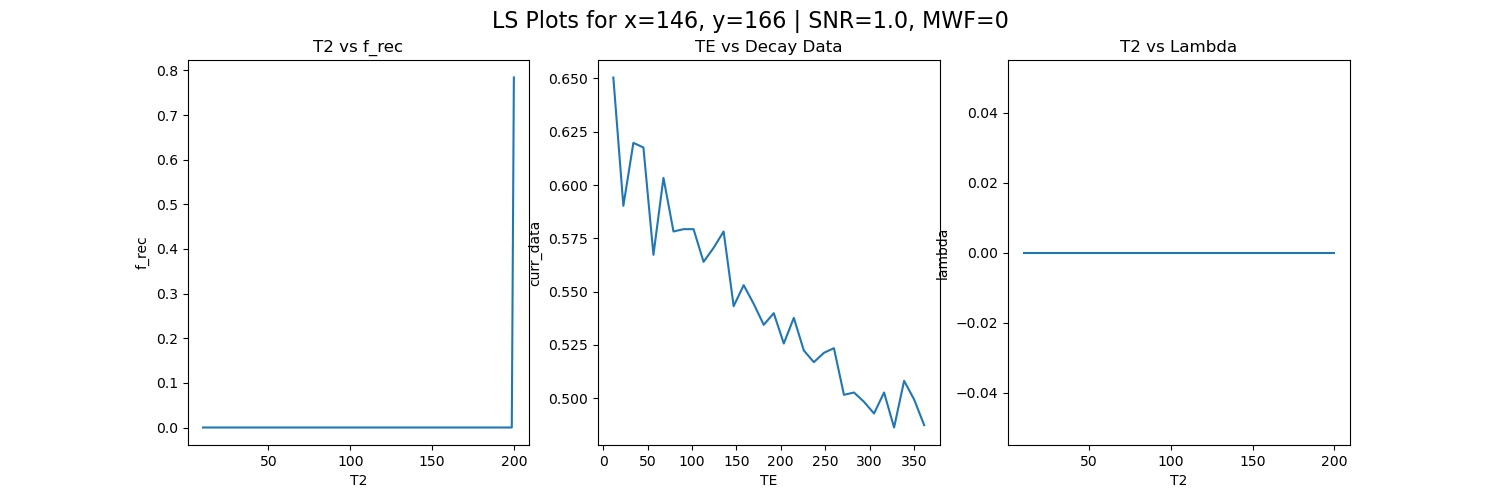 LS Plots for x=146, y=166 | SNR=1.0, MWF=0
T2 vs f_rec
0.8
0.7
0.6
0.5
0.4
0.3
0.2
0.1
0.0
f_rec
50 100 150 200
T2
TE vs Decay Data
0.650
0.625
0.600
0.575
0.550
0.525
0.500
curr_data
0 50 100 150 200 250 300 350
TE
T2 vs Lambda
0.04
0.02
0.00
−0.02
−0.04
lambda
50 100 150 200
T2